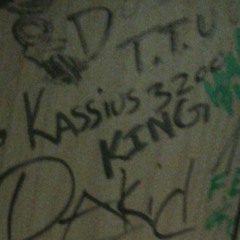 D T.T.U
KASSiUS 3200
KING
DAKid